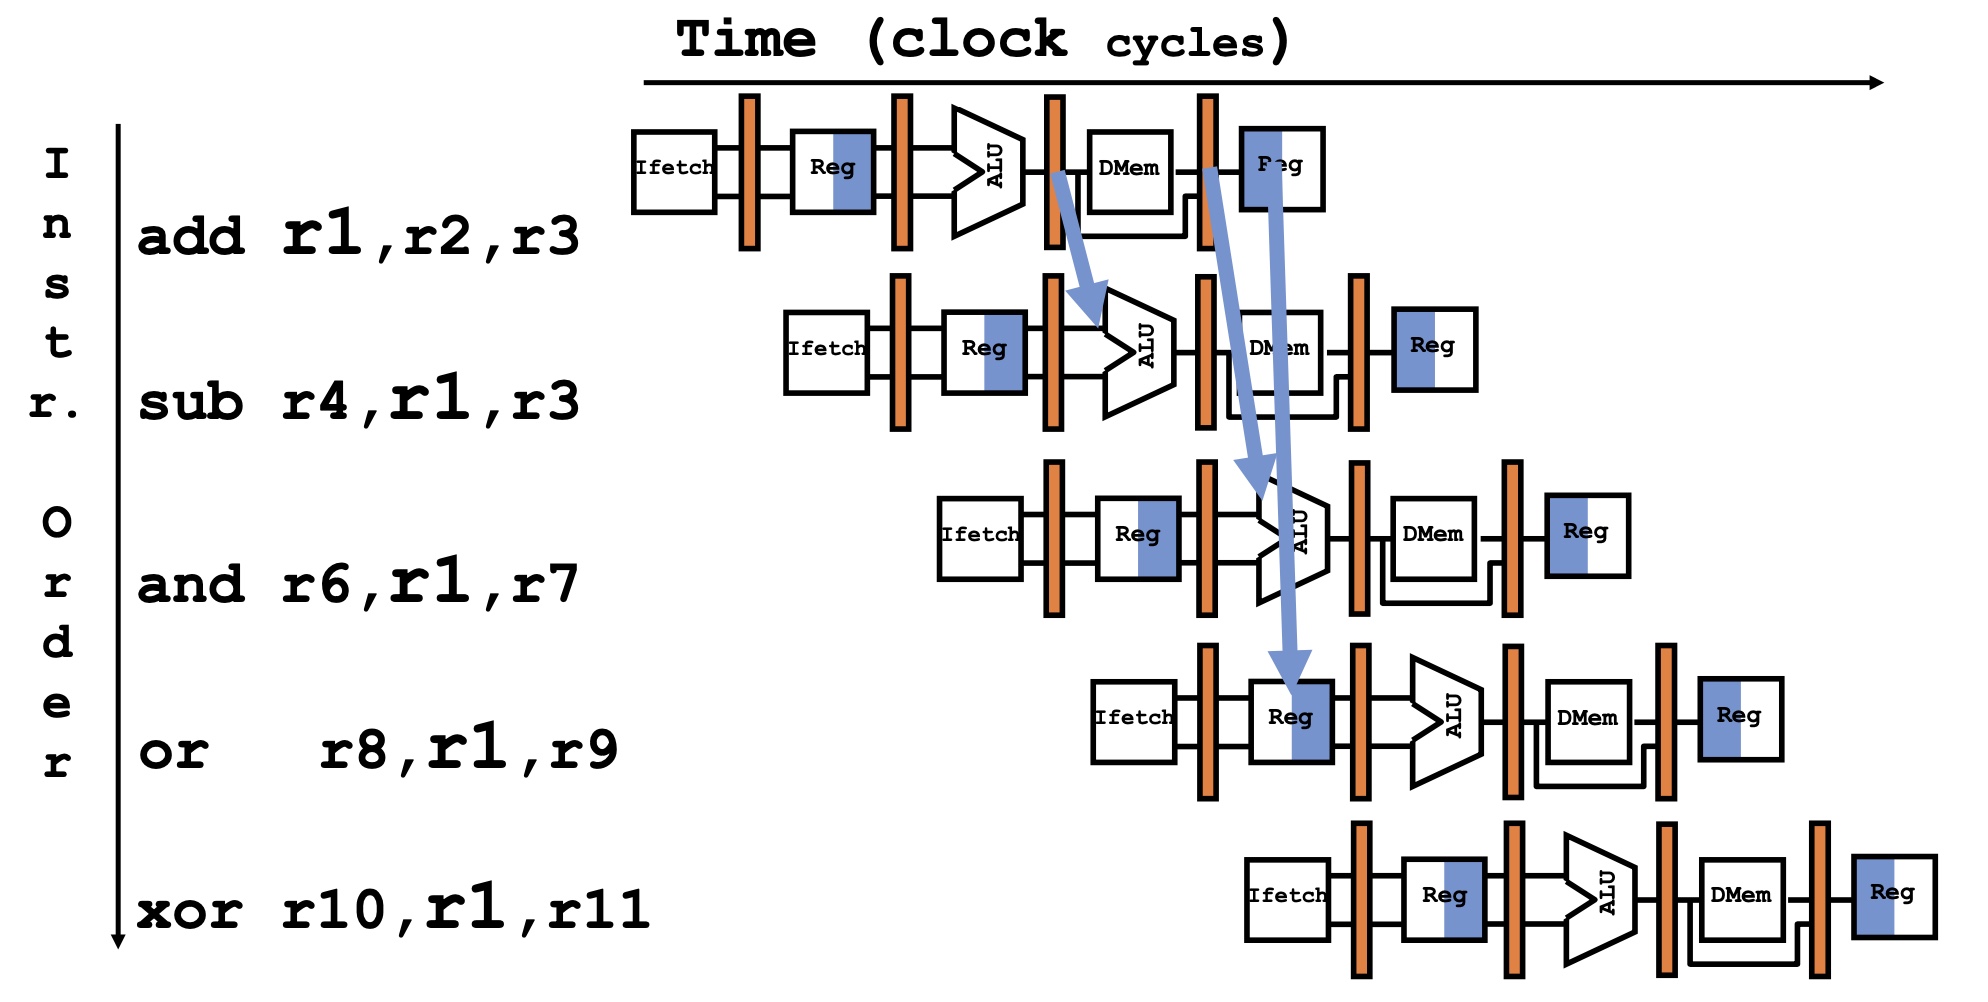 Time (clock cycles)
Instr. Order
Ifetch Reg ALU DMem Reg
add r1,r2,r3
Ifetch Reg ALU DMem Reg
sub r4,r1,r3
Ifetch Reg ALU DMem Reg
and r6,r1,r7
Ifetch Reg ALU DMem Reg
or r8,r1,r9
Ifetch Reg ALU DMem Reg
xor r10,r1,r11